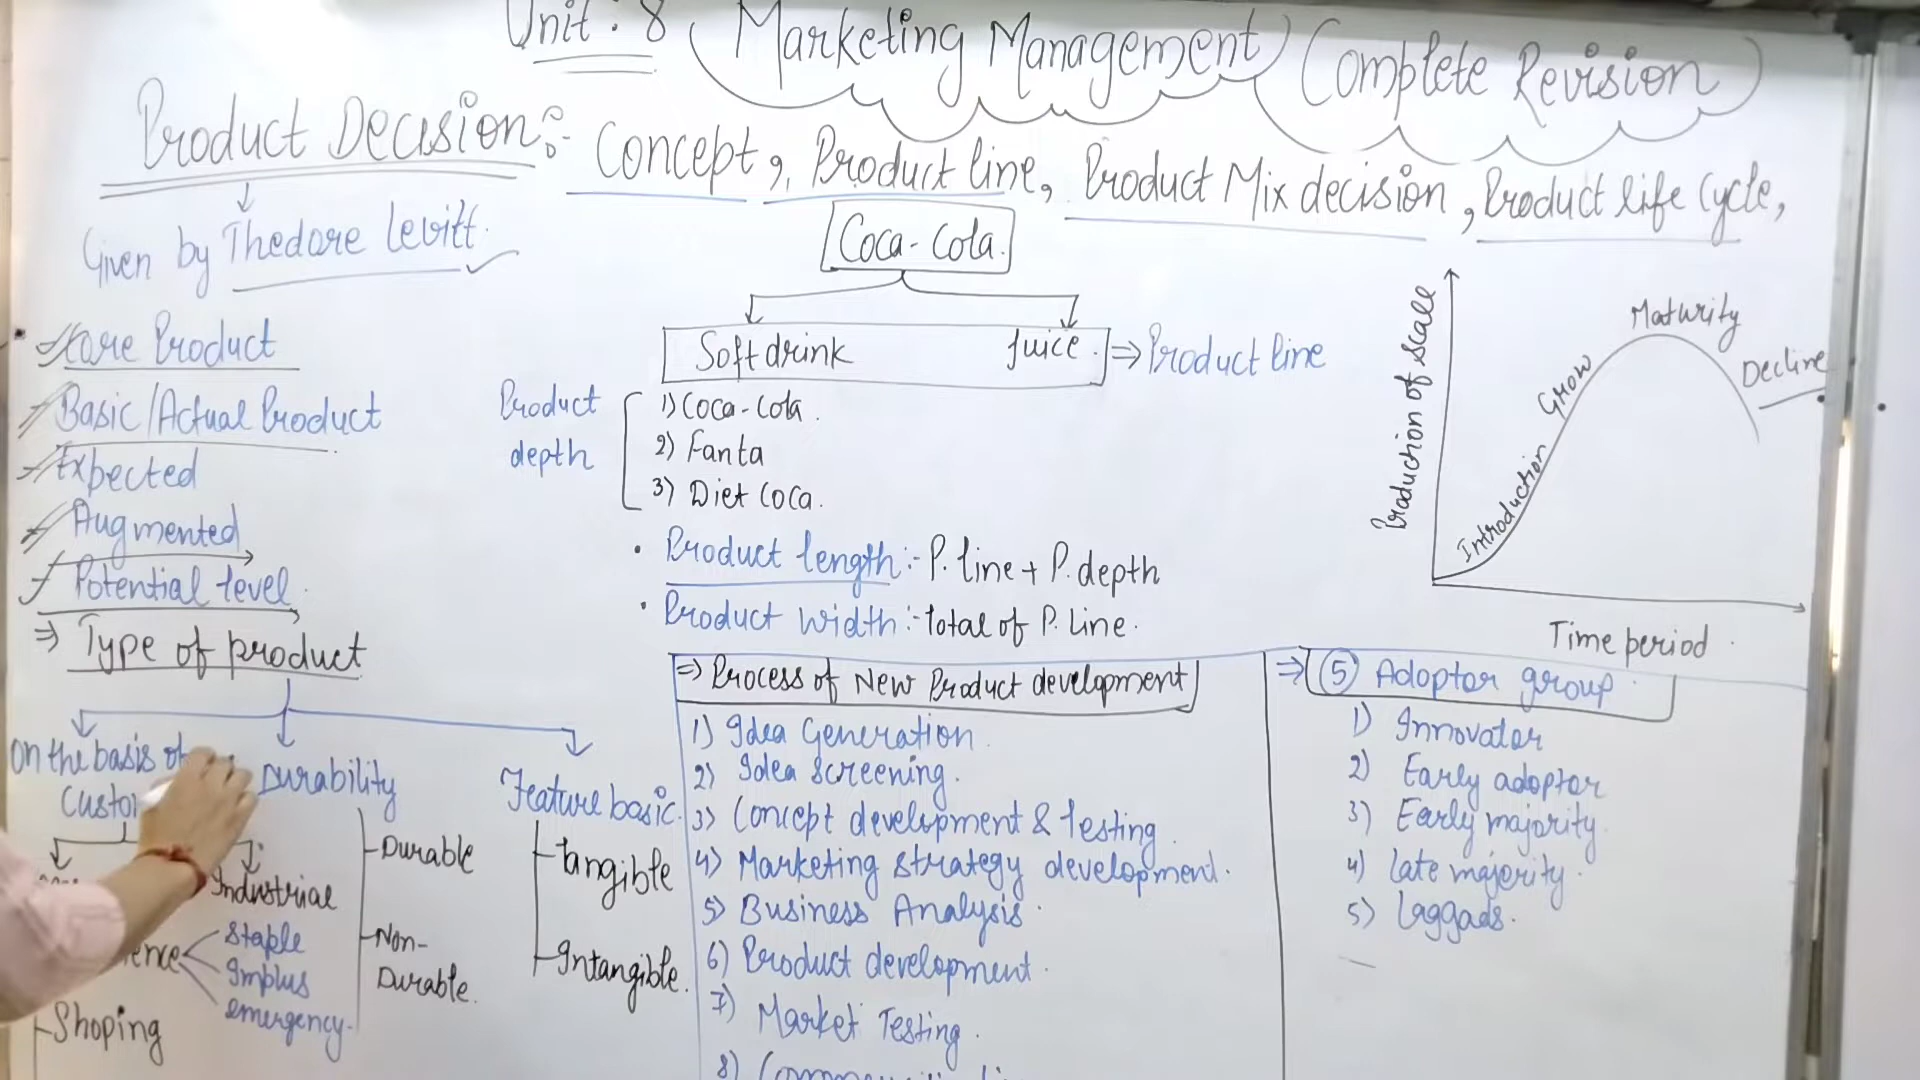 Unit : 8 ( Marketing Management ) ( Complete Revision )
Product Decision :- Concept, Product line, Product Mix decision, Product life Cycle,
Given by Thedore Levitt.
Core Product
Basic / Actual Product
Expected
Augmented
Potential level.
⇒ Type of product
On the basis of
Durability
Feature basic.
Industrial
Staple
Implus
emergency.
Shoping
Durable
Non-
Durable.
Tangible
Intangible.
Coca-Cola.
Soft drink Juice. ⇒ Product line
Product
depth
1) Coca-Cola.
2) Fanta
3) Diet Coca.
• Product length :- P. line + P. depth
• Product Width :- total of P. Line.
⇒ Process of New Product development
1) Idea Generation.
2) Idea screening.
3) Concept development & Testing.
4) Marketing strategy development.
5) Business Analysis.
6) Product development.
7) Market Testing.
8)
Production of Scale
Introduction
Grow
Maturity
Decline
Time period.
⇒ 5 Adoptor group.
1) Innovator
2) Early adoptor
3) Early majority.
4) Late majority.
5) Laggads.